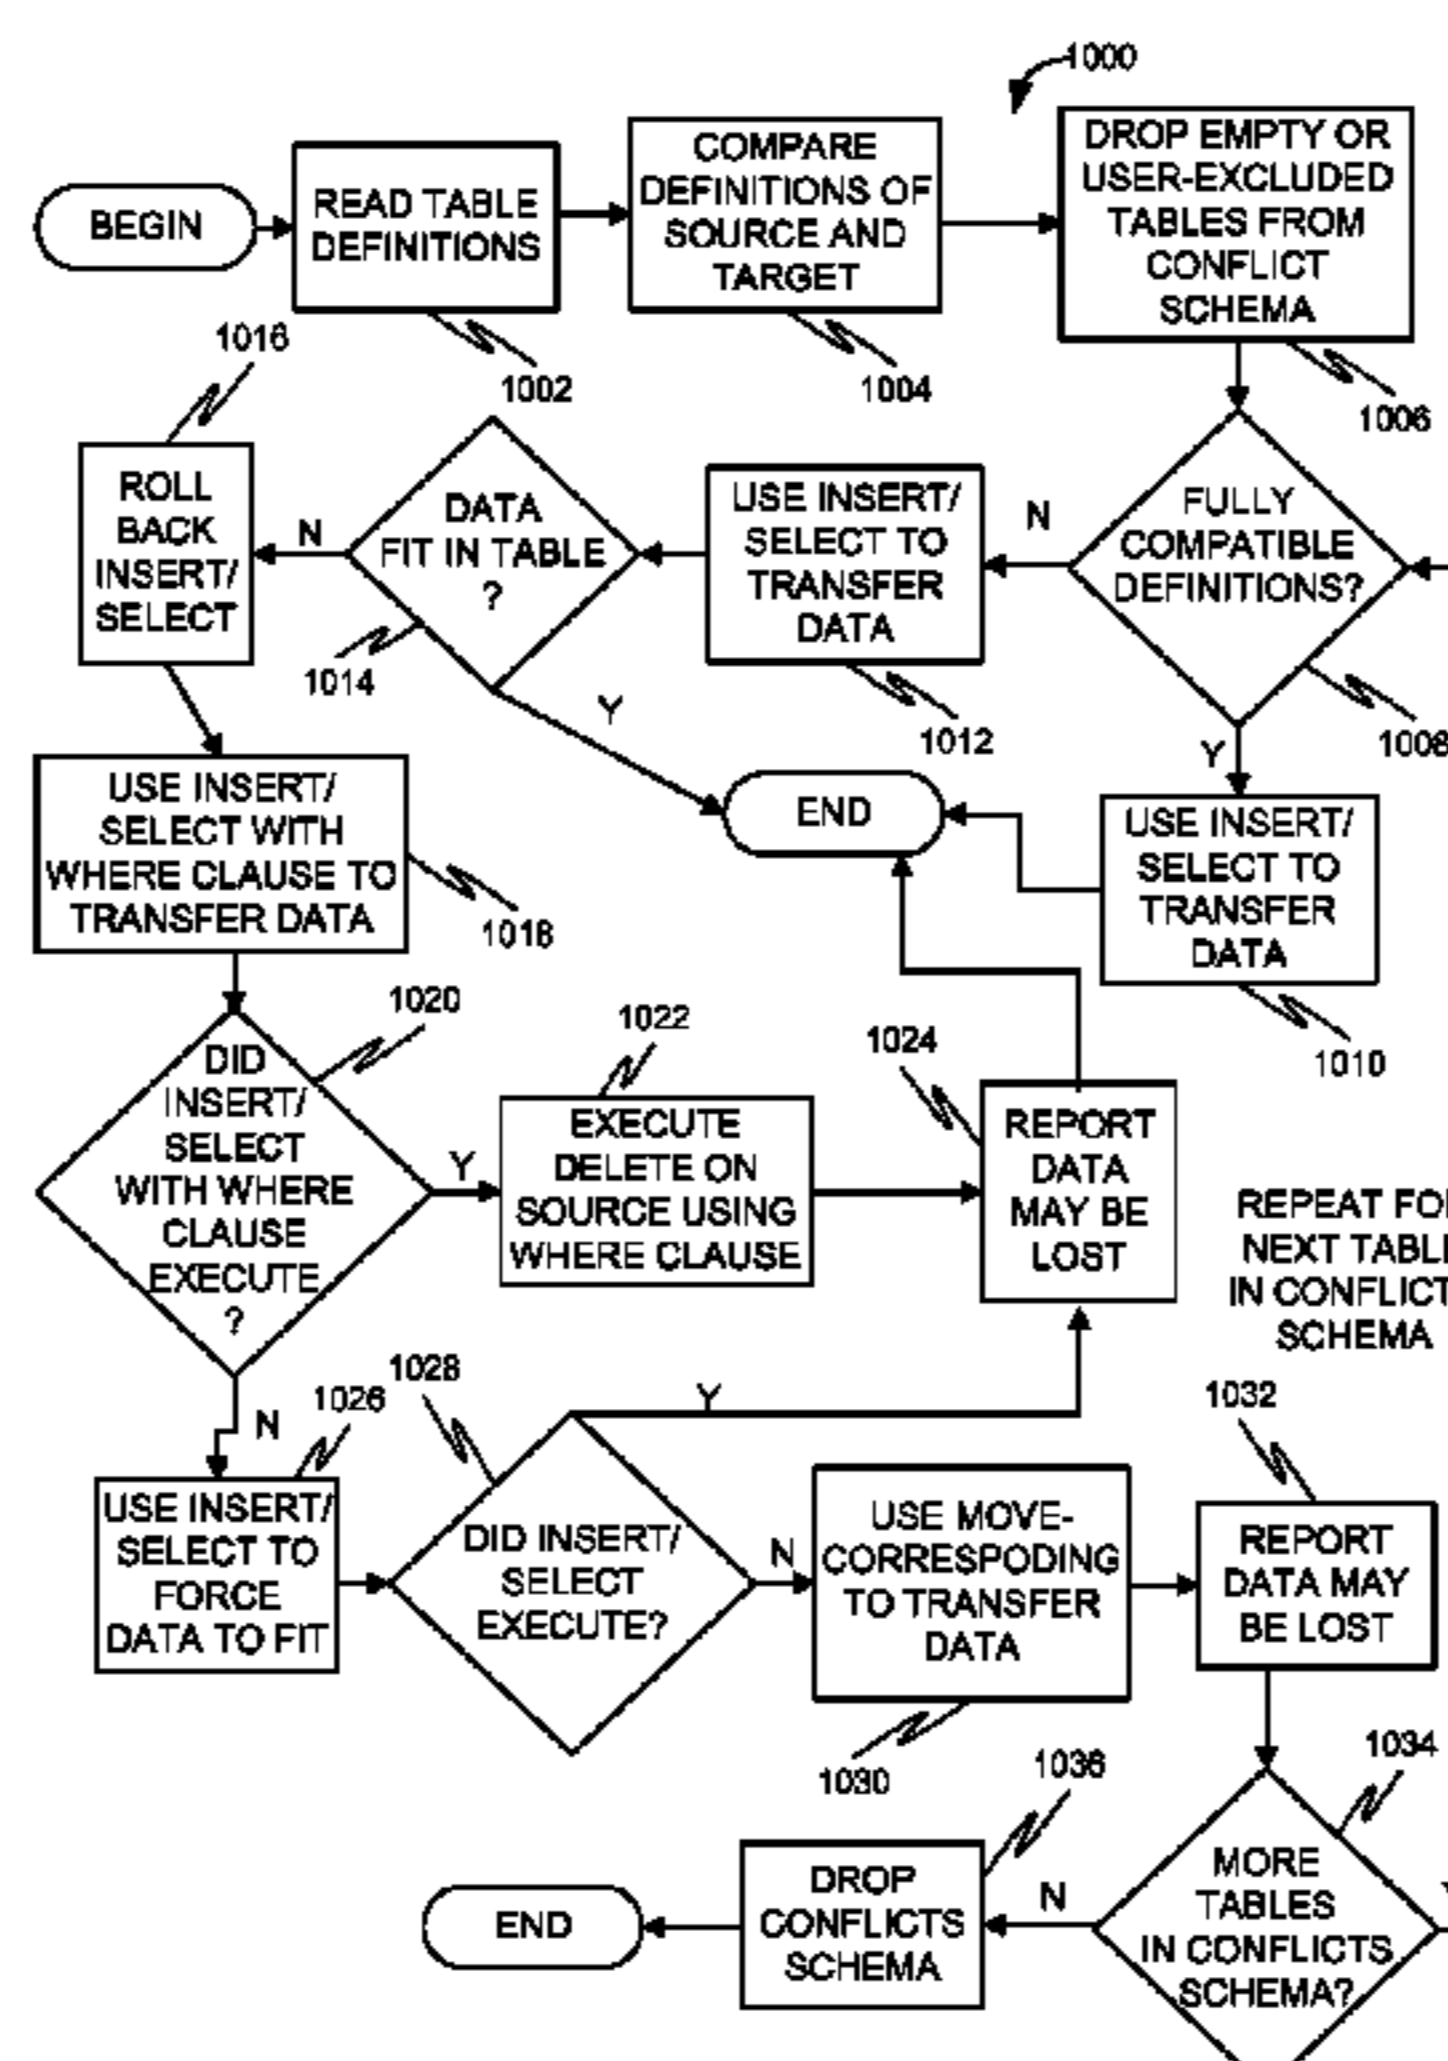 1000
BEGIN
READ TABLE
DEFINITIONS
1002
COMPARE
DEFINITIONS OF
SOURCE AND
TARGET
1004
DROP EMPTY OR
USER-EXCLUDED
TABLES FROM
CONFLICT
SCHEMA
1006
FULLY
COMPATIBLE
DEFINITIONS?
1008
N
Y
USE INSERT/
SELECT TO
TRANSFER
DATA
1012
DATA
FIT IN TABLE
?
1014
N
Y
1016
ROLL
BACK
INSERT/
SELECT
USE INSERT/
SELECT WITH
WHERE CLAUSE TO
TRANSFER DATA
1018
END
USE INSERT/
SELECT TO
TRANSFER
DATA
1010
1020
DID
INSERT/
SELECT
WITH WHERE
CLAUSE
EXECUTE
?
Y
N
1022
EXECUTE
DELETE ON
SOURCE USING
WHERE CLAUSE
1024
REPORT
DATA
MAY BE
LOST
REPEAT
NEXT
IN
SCHEMA
1026
USE INSERT/
SELECT TO
FORCE
DATA TO FIT
1028
DID INSERT/
SELECT
EXECUTE?
Y
N
USE MOVE-
CORRESPODING
TO TRANSFER
DATA
1030
1032
REPORT
DATA MAY
BE LOST
1034
MORE
TABLES
IN CONFLICTS
SCHEMA?
N
1036
DROP
CONFLICTS
SCHEMA
END